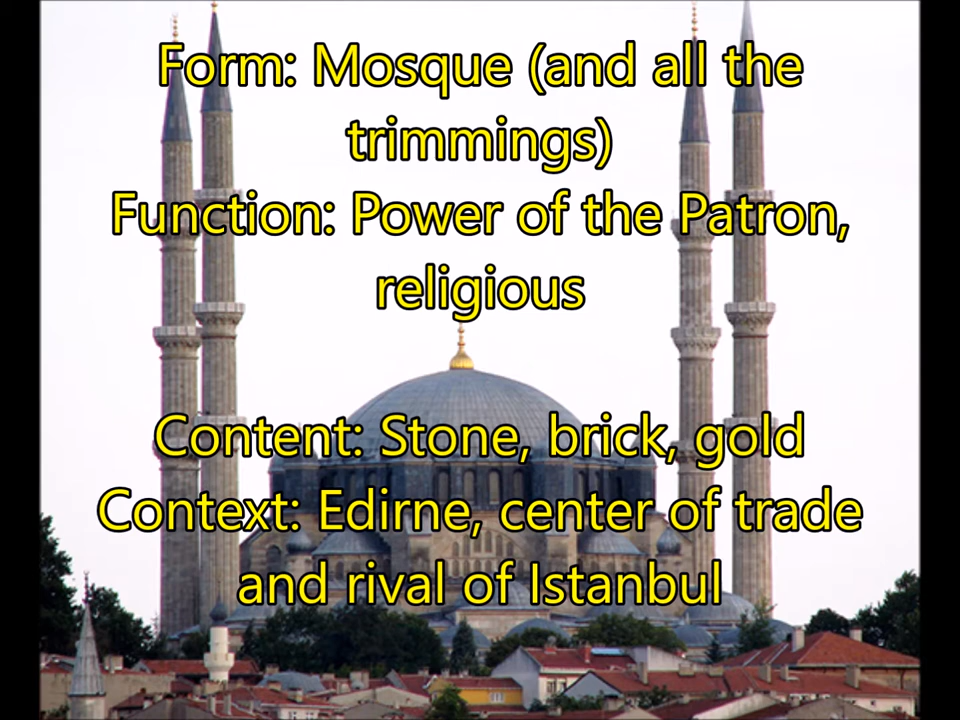 Form: Mosque (and all the
trimmings)
Function: Power of the Patron,
religious
Content: Stone, brick, gold
Context: Edirne, center of trade
and rival of Istanbul